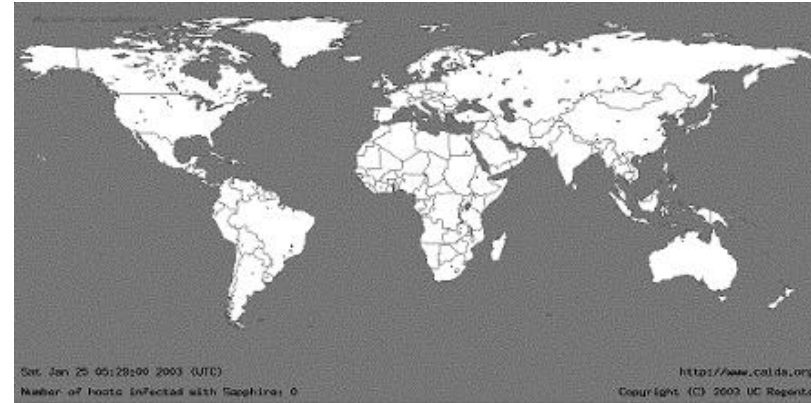 Sat Jan 25 05:29:00 2003 (UTC)
http://www.caida.org
Number of hosts infected with Sapphire: 0
Copyright (C) 2003 UC Regents